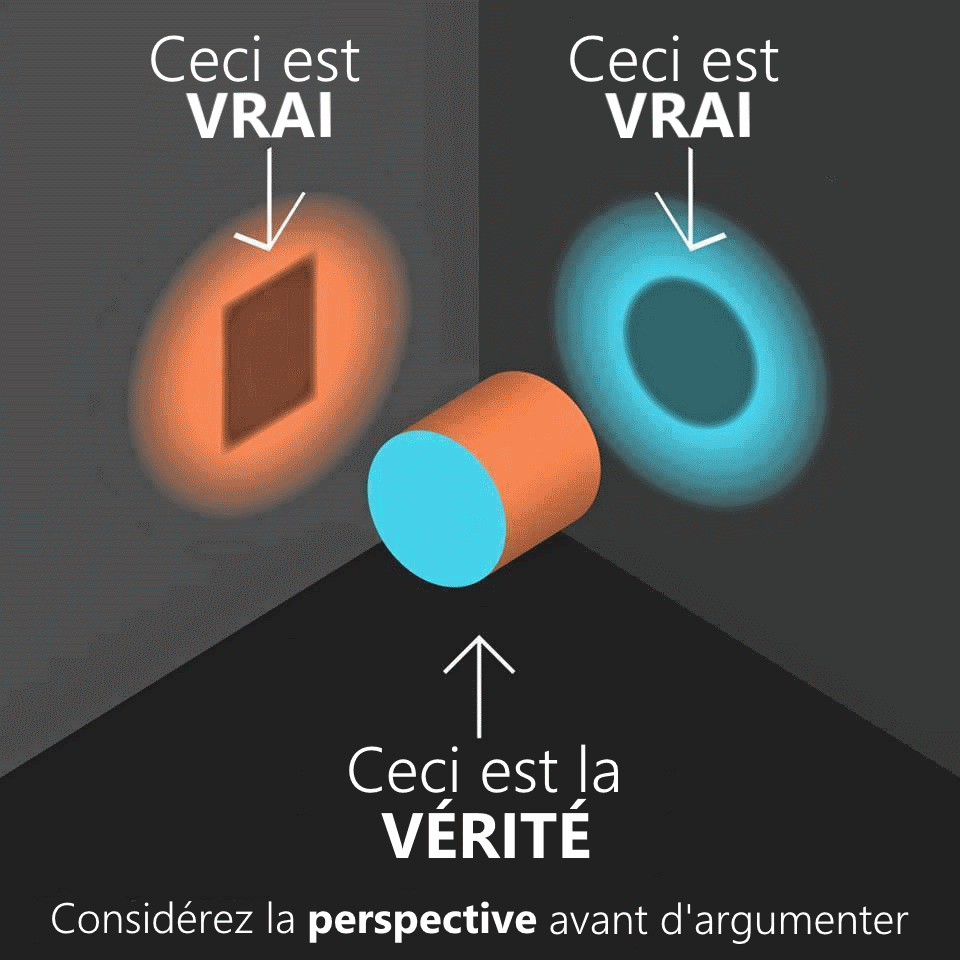 Ceci est
VRAI
Ceci est
VRAI
Ceci est la
VÉRITÉ
Considérez la perspective avant d'argumenter